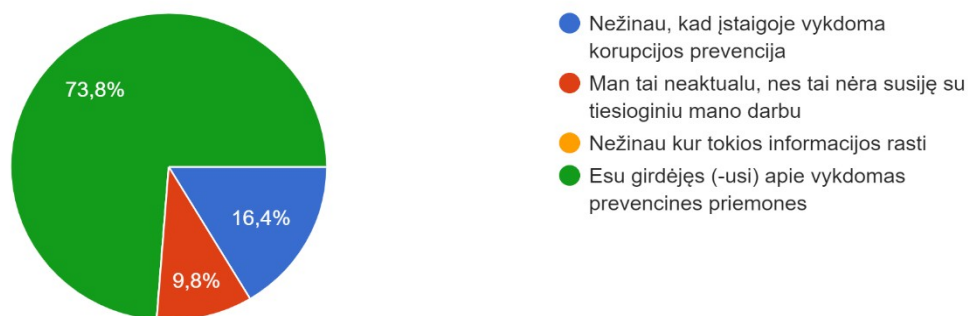 73,8%
16,4%
9,8%
Nežinau, kad įstaigoje vykdoma
korupcijos prevencija
Man tai neaktualu, nes tai nėra susiję su
tiesioginiu mano darbu
Nežinau kur tokios informacijos rasti
Esu girdėjęs (-usi) apie vykdomas
prevencines priemones